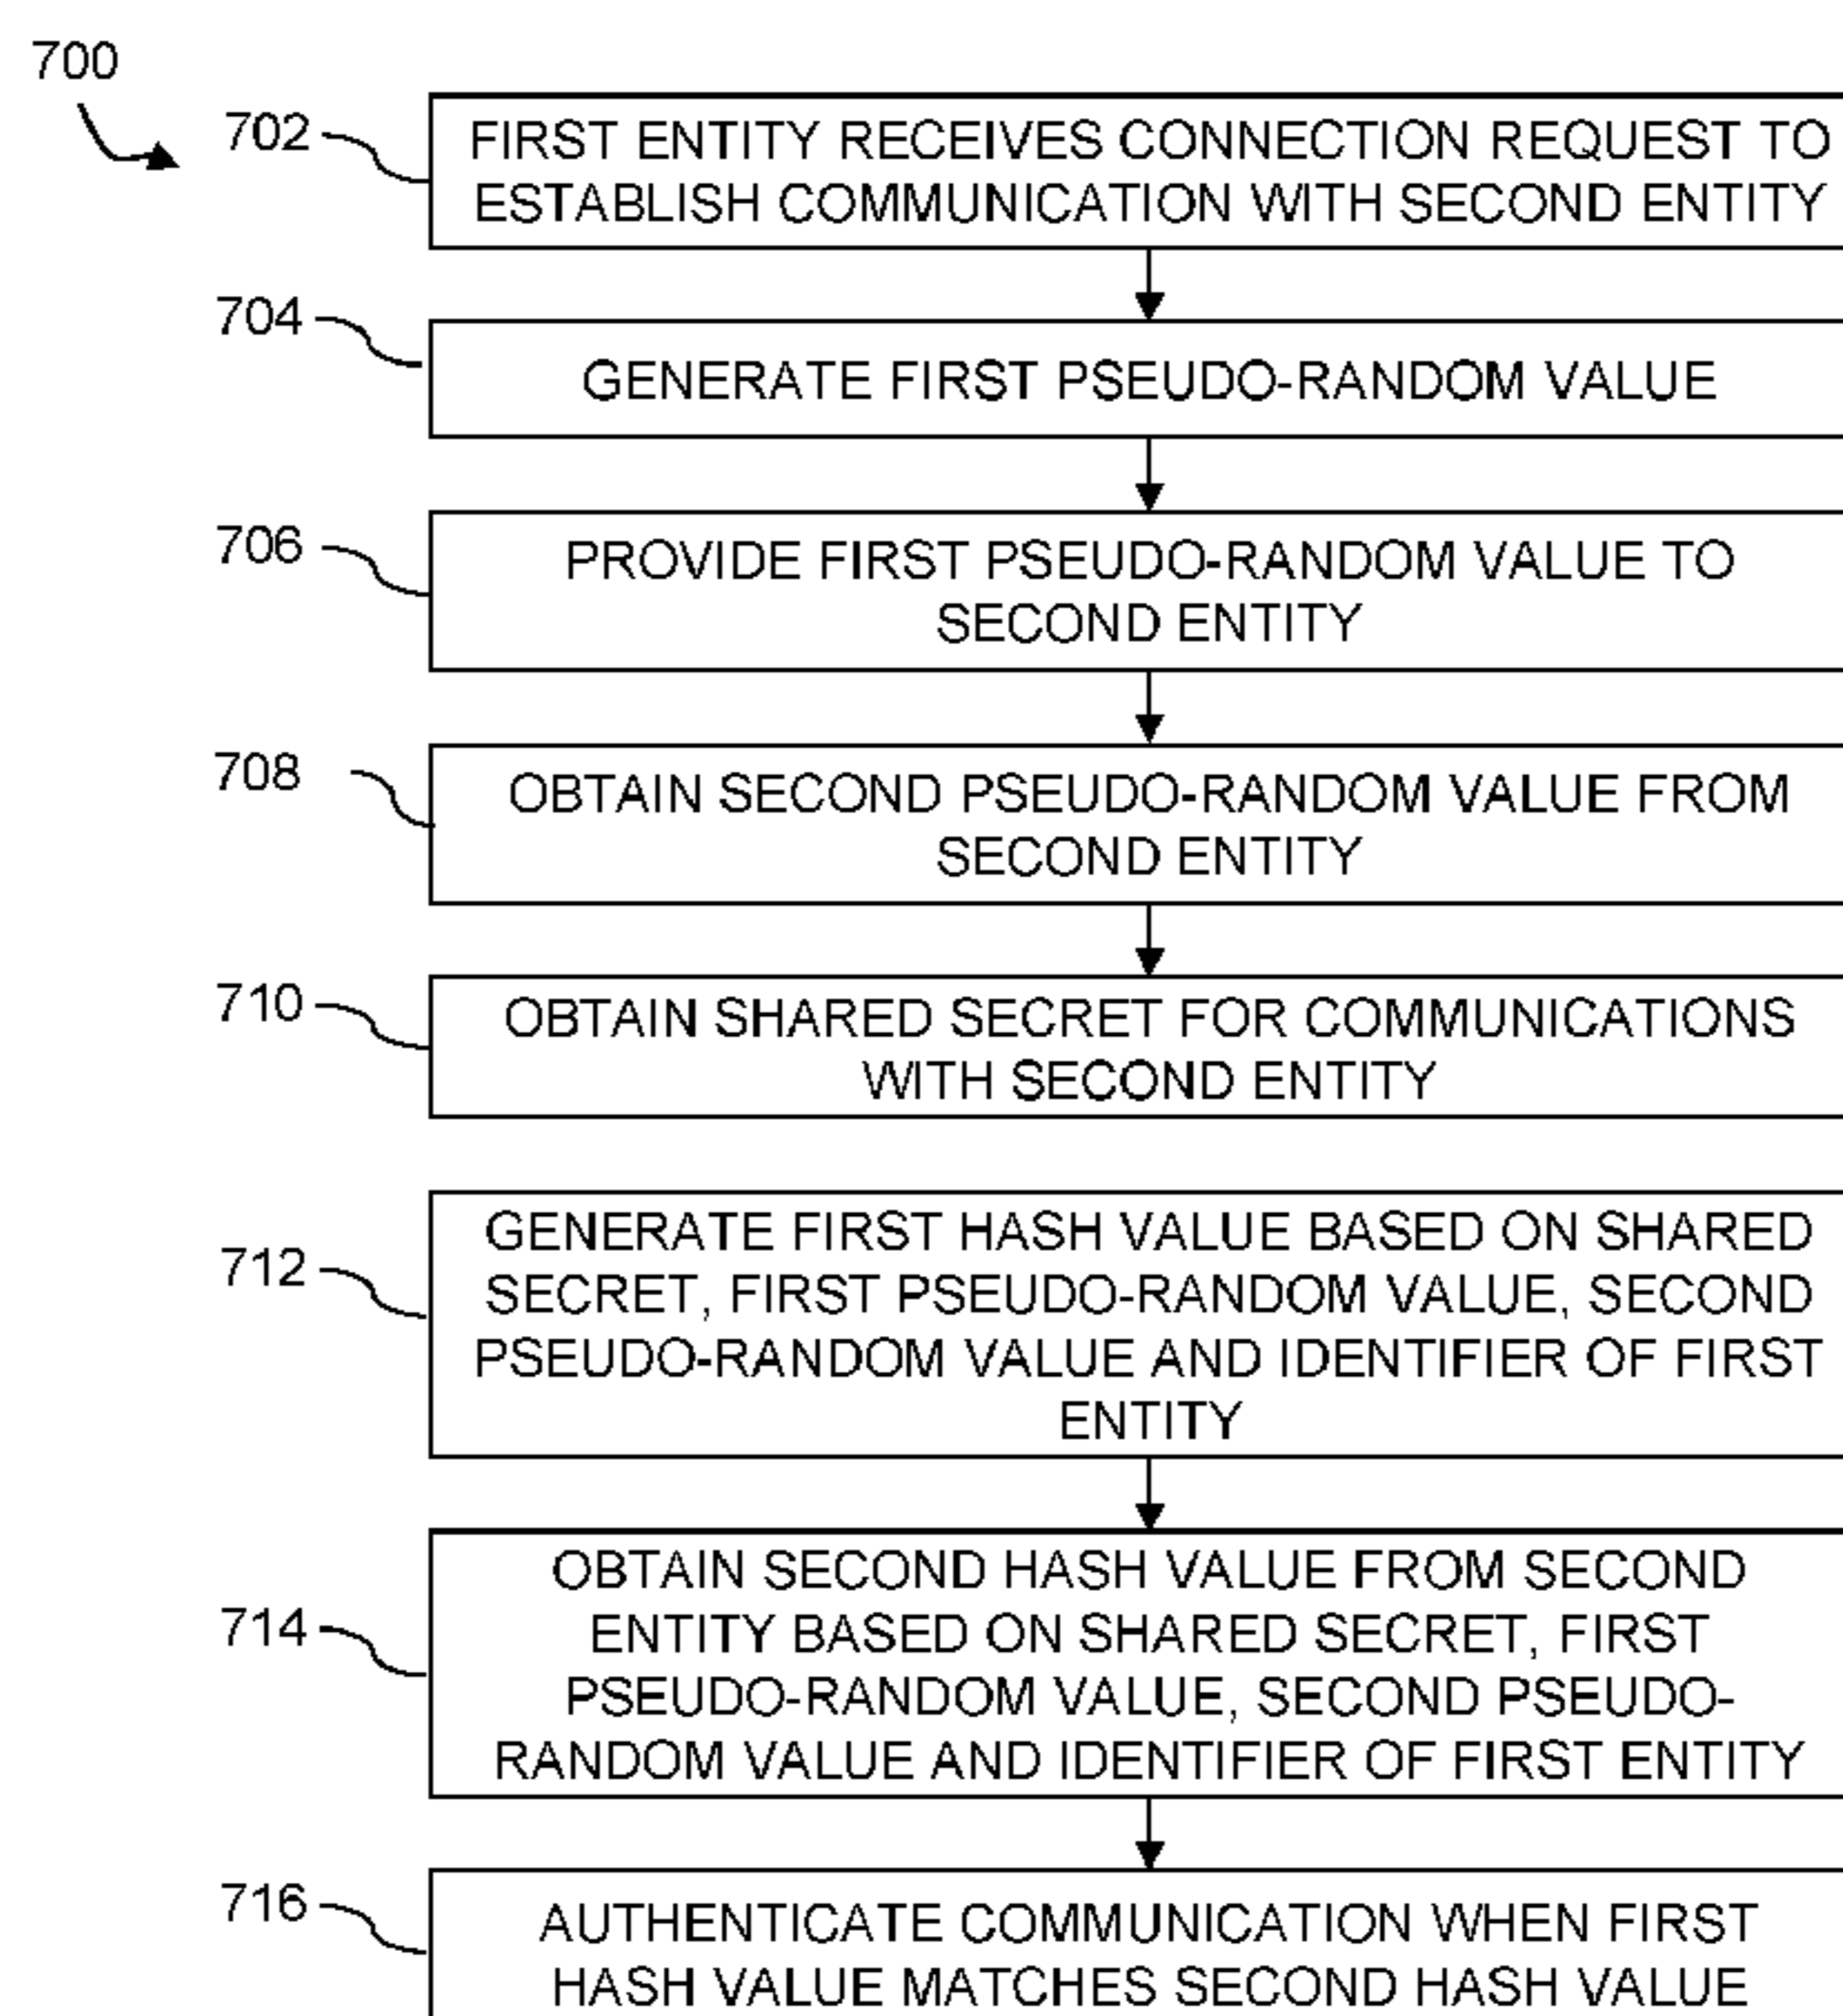 700
702
FIRST ENTITY RECEIVES CONNECTION REQUEST TO
ESTABLISH COMMUNICATION WITH SECOND ENTITY
704
GENERATE FIRST PSEUDO-RANDOM VALUE
706
PROVIDE FIRST PSEUDO-RANDOM VALUE TO
SECOND ENTITY
708
OBTAIN SECOND PSEUDO-RANDOM VALUE FROM
SECOND ENTITY
710
OBTAIN SHARED SECRET FOR COMMUNICATIONS
WITH SECOND ENTITY
712
GENERATE FIRST HASH VALUE BASED ON SHARED
SECRET, FIRST PSEUDO-RANDOM VALUE, SECOND
PSEUDO-RANDOM VALUE AND IDENTIFIER OF FIRST
ENTITY
714
OBTAIN SECOND HASH VALUE FROM SECOND
ENTITY BASED ON SHARED SECRET, FIRST
PSEUDO-RANDOM VALUE, SECOND PSEUDO-
RANDOM VALUE AND IDENTIFIER OF FIRST ENTITY
716
AUTHENTICATE COMMUNICATION WHEN FIRST
HASH VALUE MATCHES SECOND HASH VALUE